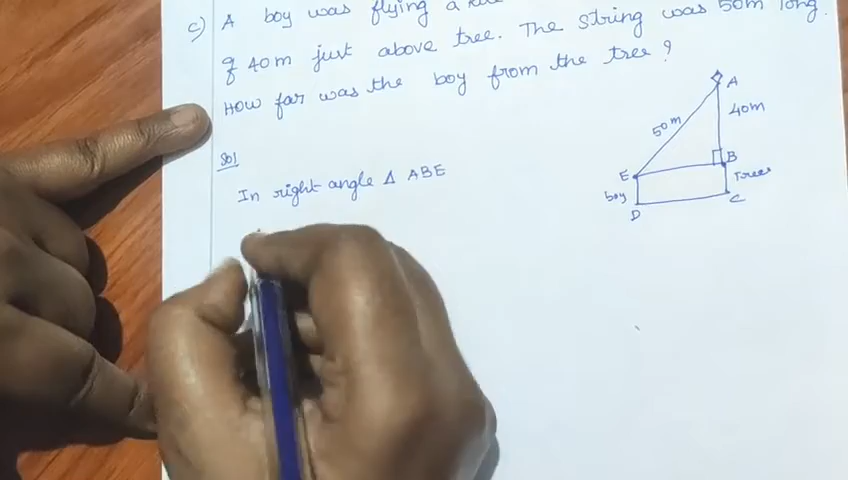 c) A boy was flying a
of 40m just above tree. The string was 50m long.
How far was the boy from the tree?
Sol
In right angle Δ ABE
A
50m
40m
E
B
boy
Trees
D
C